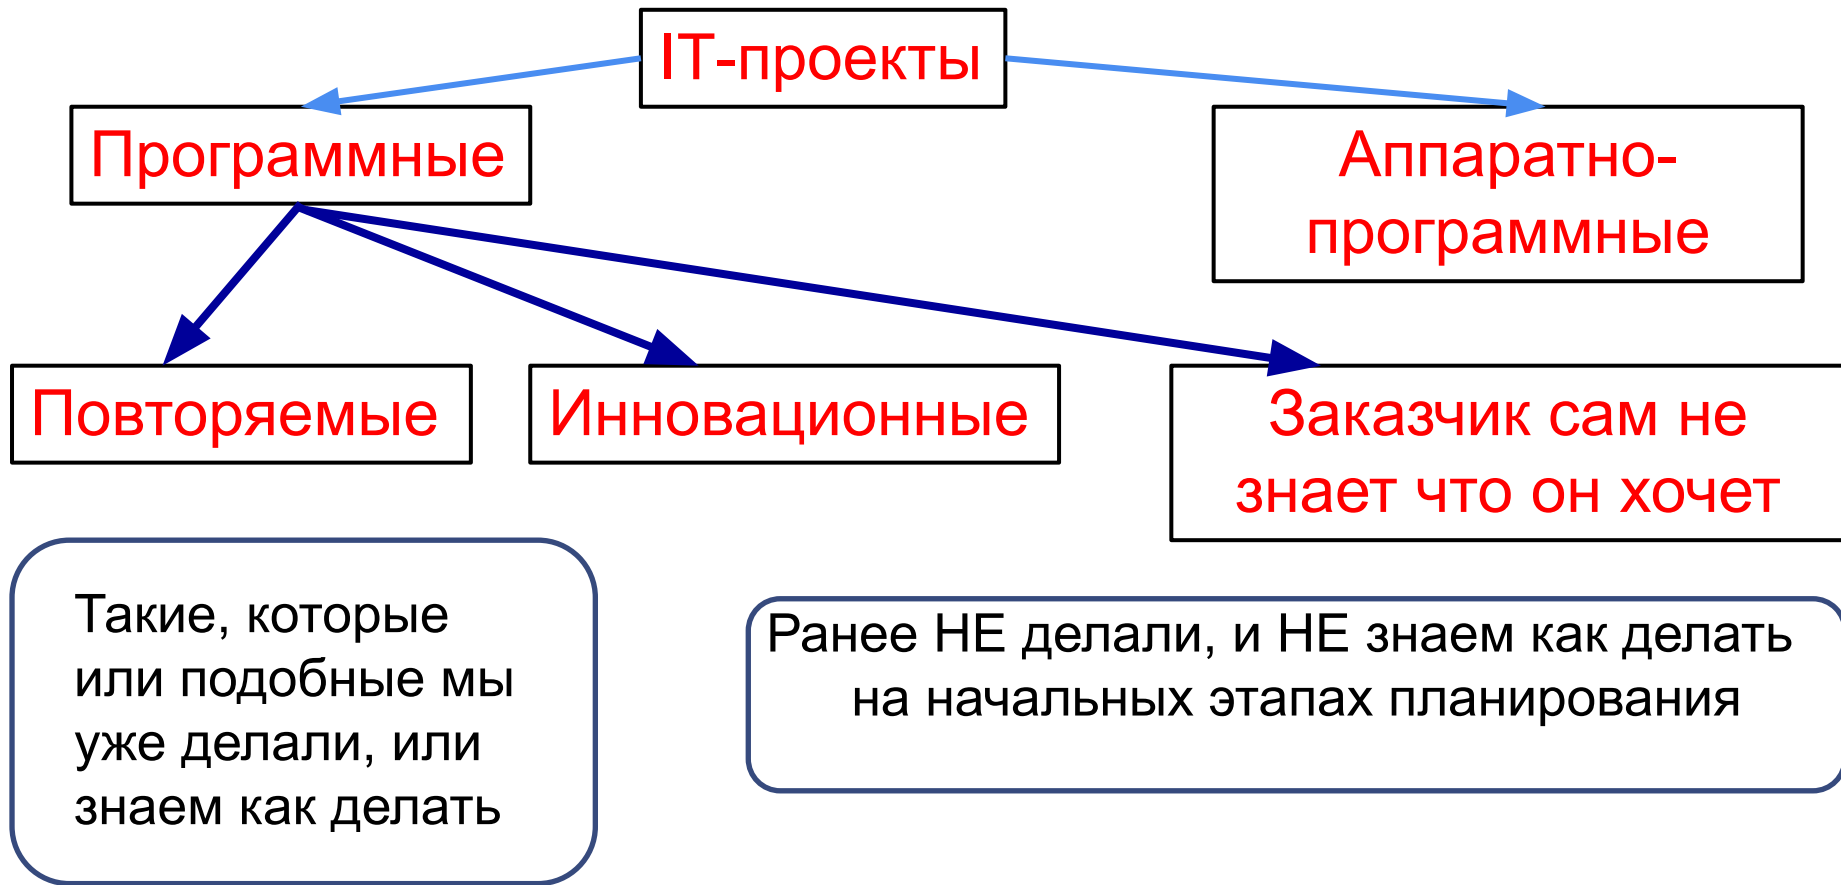 IT-проекты
Программные
Аппаратно-
программные
Повторяемые
Инновационные
Заказчик сам не
знает что он хочет
Такие, которые
или подобные мы
уже делали, или
знаем как делать
Ранее НЕ делали, и НЕ знаем как делать
на начальных этапах планирования